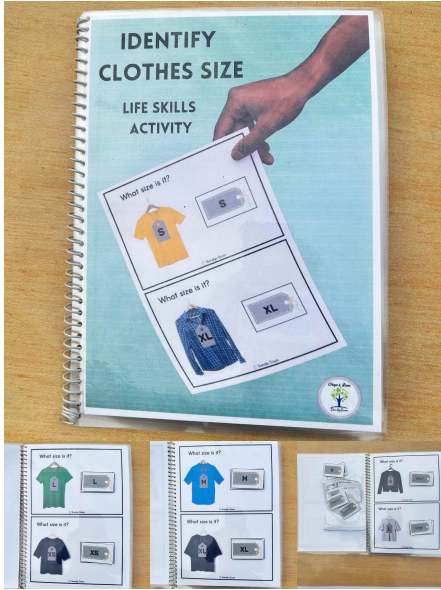 IDENTIFY
CLOTHES SIZE
LIFE SKILLS
ACTIVITY
What size is it?
S
S
What size is it?
XL
XL
What size is it?
L
L
What size is it?
XS
XS
What size is it?
M
M
What size is it?
XL
XL
What size is it?
What size is it?